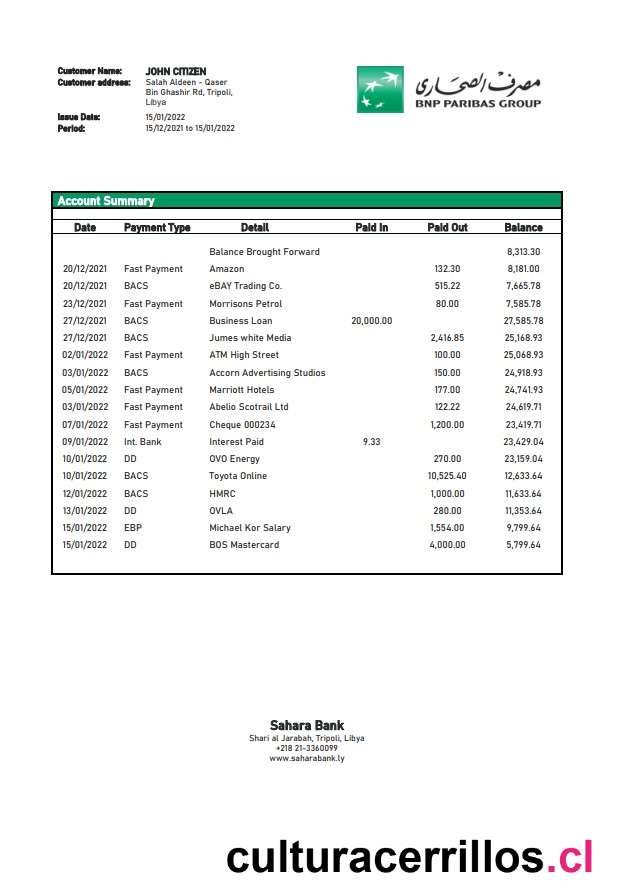 Customer Name: JOHN CITIZEN
Customer address: Salah Aldeen - Qaser
Bin Ghashir Rd, Tripoli,
Libya
Issue Date: 15/01/2022
Period: 15/12/2021 to 15/01/2022
مصرف الصحاري
BNP PARIBAS GROUP
Account Summary
Date Payment Type Detail Paid In Paid Out Balance
Balance Brought Forward 8,313.30
20/12/2021 Fast Payment Amazon 132.30 8,181.00
20/12/2021 BACS eBAY Trading Co. 515.22 7,665.78
23/12/2021 Fast Payment Morrisons Petrol 80.00 7,585.78
27/12/2021 BACS Business Loan 20,000.00 27,585.78
27/12/2021 BACS Jumes white Media 2,416.85 25,168.93
02/01/2022 Fast Payment ATM High Street 100.00 25,068.93
03/01/2022 BACS Accorn Advertising Studios 150.00 24,918.93
05/01/2022 Fast Payment Marriott Hotels 177.00 24,741.93
03/01/2022 Fast Payment Abelio Scotrail Ltd 122.22 24,619.71
07/01/2022 Fast Payment Cheque 000234 1,200.00 23,419.71
09/01/2022 Int. Bank Interest Paid 9.33 23,429.04
10/01/2022 DD OVO Energy 270.00 23,159.04
10/01/2022 BACS Toyota Online 10,525.40 12,633.64
12/01/2022 BACS HMRC 1,000.00 11,633.64
13/01/2022 DD OVLA 280.00 11,353.64
15/01/2022 EBP Michael Kor Salary 1,554.00 9,799.64
15/01/2022 DD BOS Mastercard 4,000.00 5,799.64
Sahara Bank
Shari al Jarabah, Tripoli, Libya
+218 21-3360099
www.saharabank.ly
culturacerrillos.cl